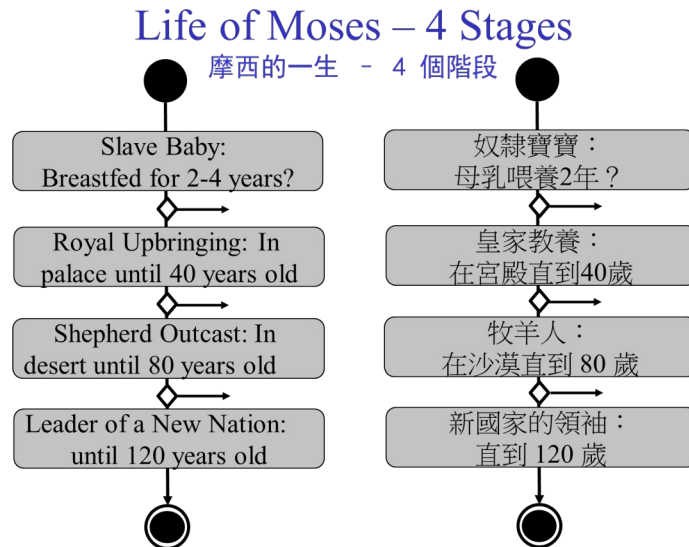 Life of Moses – 4 Stages
摩西的一生 – 4 個階段
Slave Baby:
Breastfed for 2-4 years?
Royal Upbringing: In
palace until 40 years old
Shepherd Outcast: In
desert until 80 years old
Leader of a New Nation:
until 120 years old
奴隸寶寶：
母乳喂養2年？
皇家教養：
在宮殿直到40歲
牧羊人：
在沙漠直到 80 歲
新國家的領袖：
直到 120 歲